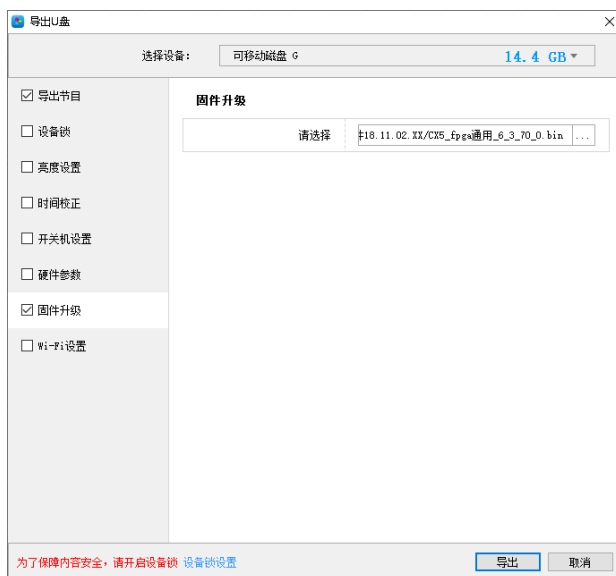 导出U盘
选择设备: 可移动磁盘 G 14.4 GB
导出节目
设备锁
亮度设置
时间校正
开关机设置
硬件参数
固件升级
Wi-Fi设置
固件升级
请选择 18.11.02.XX/CX5_fpga通用_6_3_70_0.bin ...
为了保障内容安全，请开启设备锁 设备锁设置 导出 取消